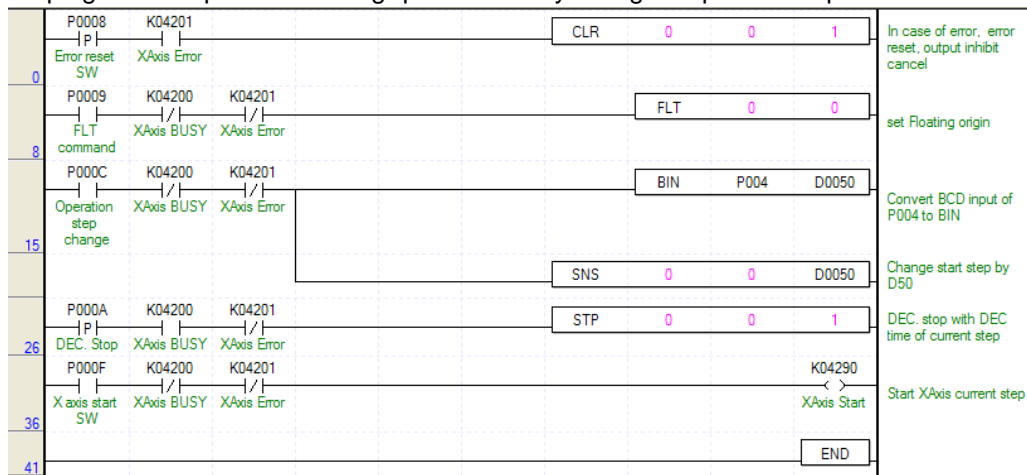 P0008 K04201
P
CLR 0 0 1
In case of error, error
reset, output inhibit
cancel
Error reset XAxis Error
SW
0
P0009 K04200 K04201
FLT 0 0
set Floating origin
FLT XAxis BUSY XAxis Error
command
8
P000C K04200 K04201
BIN P004 D0050
Convert BCD input of
P004 to BIN
Operation XAxis BUSY XAxis Error
step
change
15
SNS 0 0 D0050
Change start step by
D50
P000A K04200 K04201
P
STP 0 0 1
DEC. stop with DEC
time of current step
DEC. Stop XAxis BUSY XAxis Error
26
P000F K04200 K04201 K04290
X axis start XAxis BUSY XAxis Error XAxis Start
SW
Start XAxis current step
36
END
41